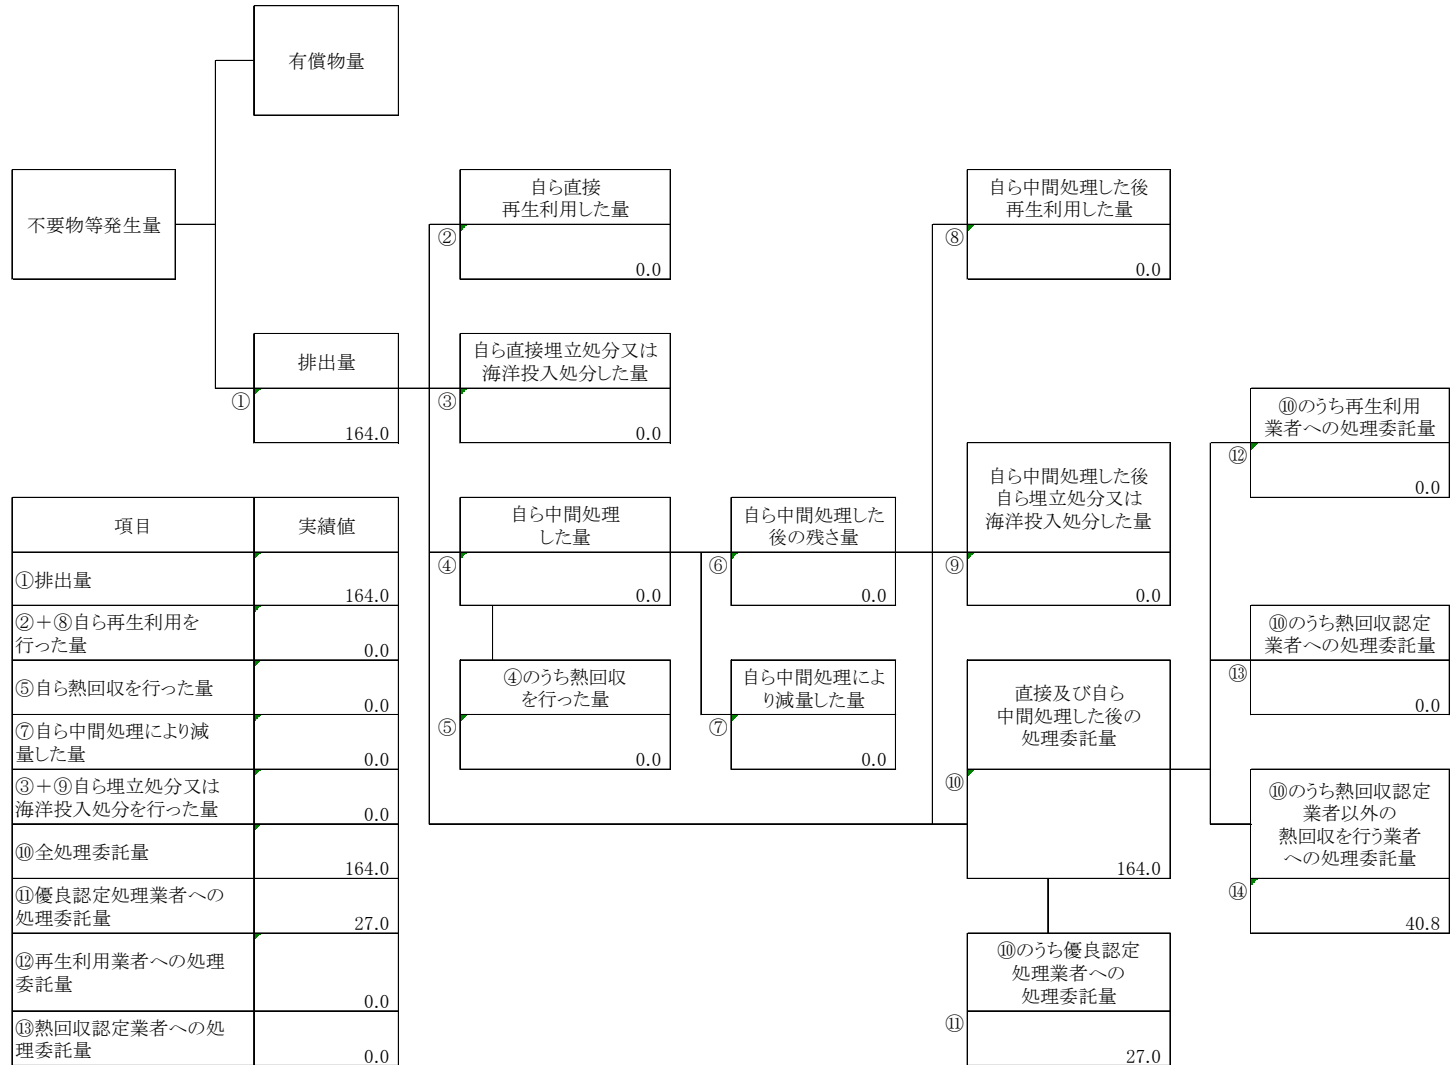 有償物量
不要物等発生量
自ら直接
再生利用した量
②
0.0
自ら中間処理した後
再生利用した量
⑧
0.0
排出量
①
164.0
自ら直接埋立処分又は
海洋投入処分した量
③
0.0
⑩のうち再生利用
業者への処理委託量
⑫
0.0
自ら中間処理した後
自ら埋立処分又は
海洋投入処分した量
⑨
0.0
自ら中間処理
した量
④
0.0
自ら中間処理した
後の残さ量
⑥
0.0
⑩のうち熱回収認定
業者への処理委託量
⑬
0.0
④のうち熱回収
を行った量
⑤
0.0
自ら中間処理によ
り減量した量
⑦
0.0
直接及び自ら
中間処理した後の
処理委託量
⑩
164.0
⑩のうち熱回収認定
業者以外の
熱回収を行う業者
への処理委託量
⑭
40.8
⑩のうち優良認定
処理業者への
処理委託量
⑪
27.0
項目 実績値
①排出量
164.0
②+⑧自ら再生利用を
行った量
0.0
⑤自ら熱回収を行った量
0.0
⑦自ら中間処理により減
量した量
0.0
③+⑨自ら埋立処分又は
海洋投入処分を行った量
0.0
⑩全処理委託量
164.0
⑪優良認定処理業者への
処理委託量
27.0
⑫再生利用業者への処理
委託量
0.0
⑬熱回収認定業者への処
理委託量
0.0